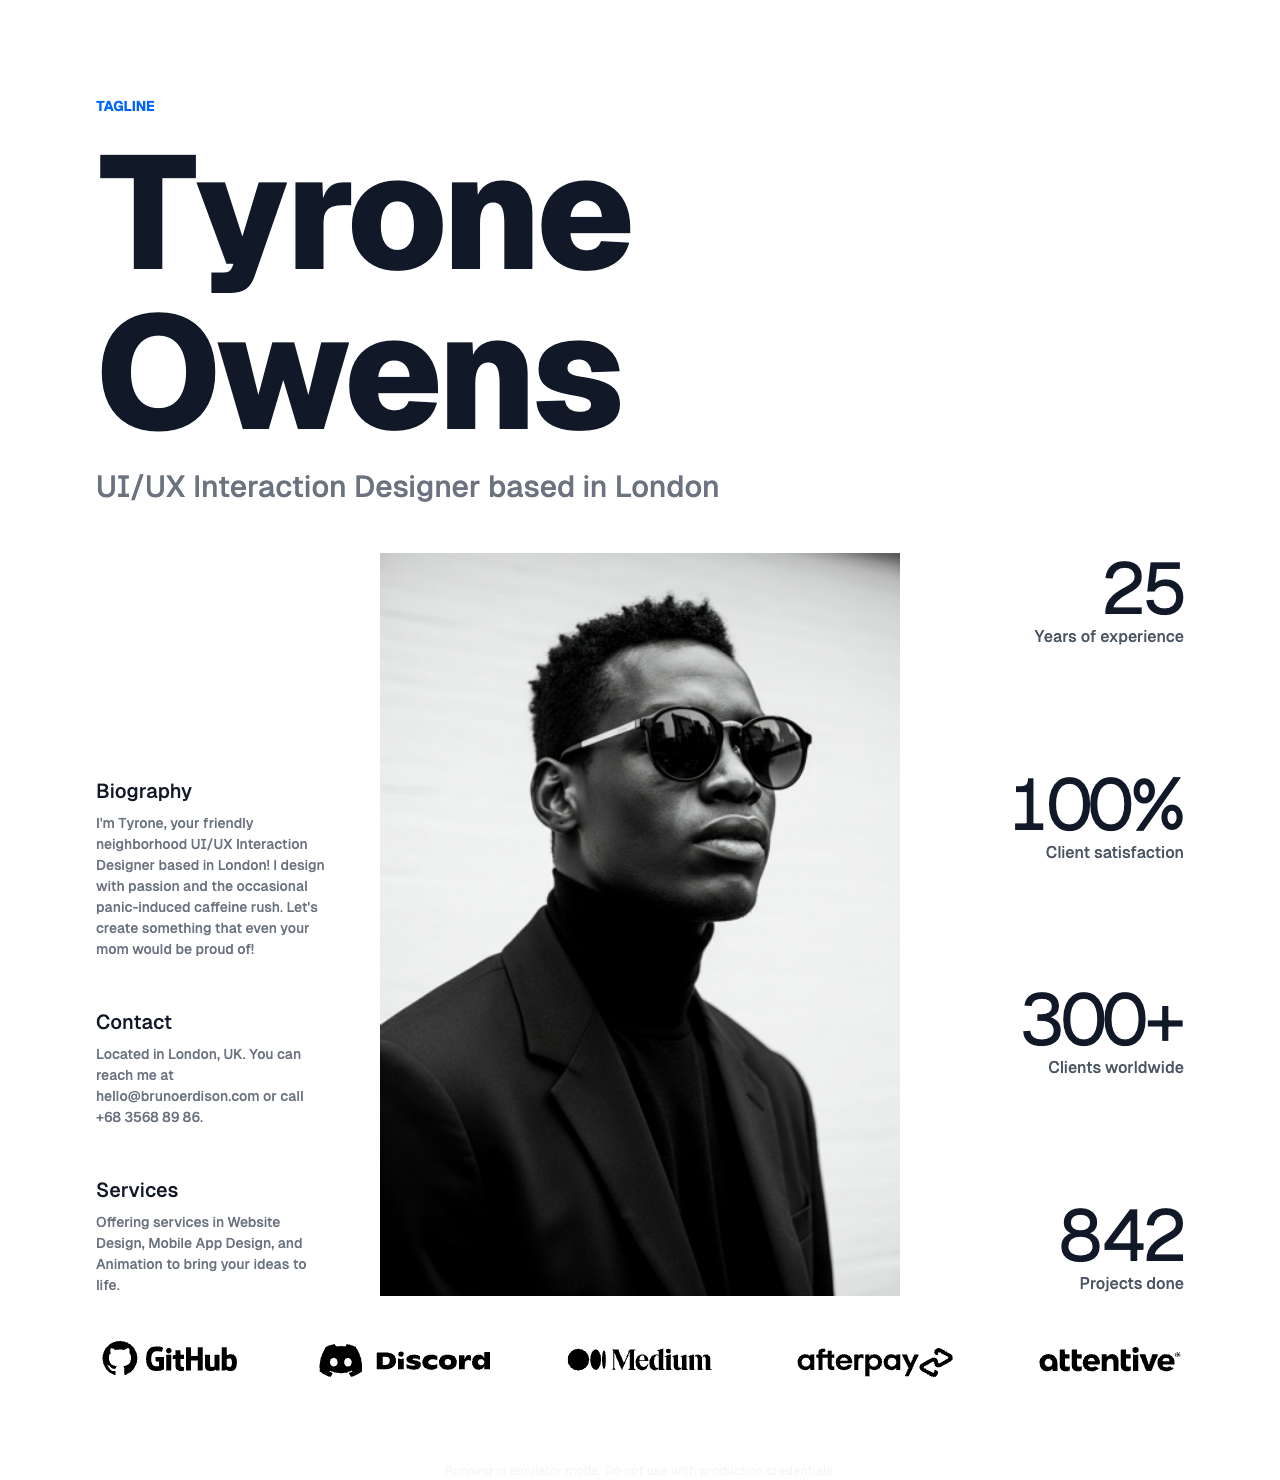 TAGLINE
Tyrone
Owens
UI/UX Interaction Designer based in London
Biography
I'm Tyrone, your friendly
neighborhood UI/UX Interaction
Designer based in London! I design
with passion and the occasional
panic-induced caffeine rush. Let's
create something that even your
mom would be proud of!
Contact
Located in London, UK. You can
reach me at
hello@brunoerdison.com or call
+68 3568 89 86.
Services
Offering services in Website
Design, Mobile App Design, and
Animation to bring your ideas to
life.
25
Years of experience
100%
Client satisfaction
300+
Clients worldwide
842
Projects done
GitHub
Discord
Medium
afterpay
attentive®
Running in emulator mode. Do not use with production credentials.